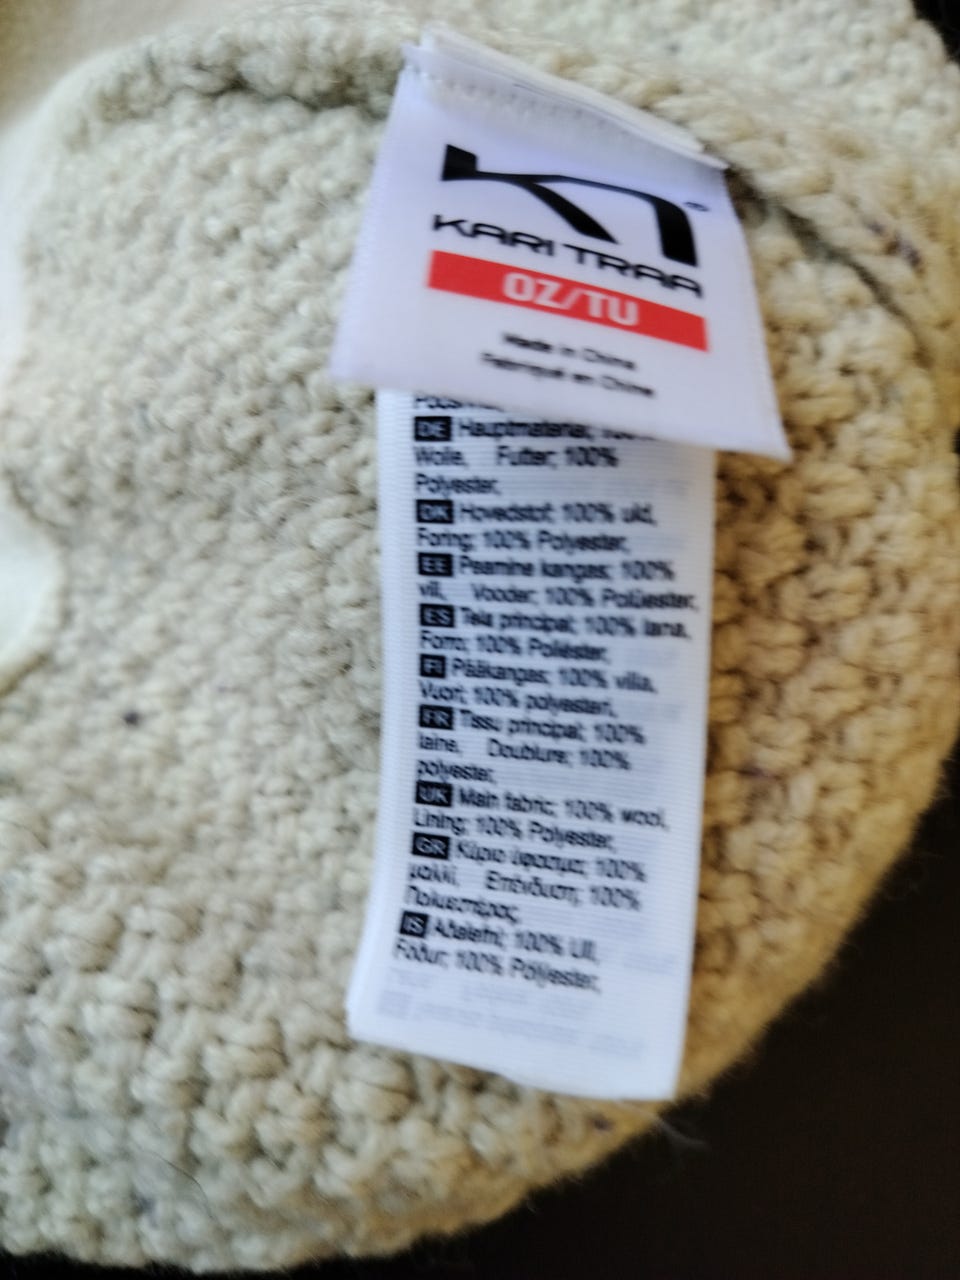 KARI TRAA
OZ/TU
Made in China
Fabriqué en Chine
DE Hauptmaterial; 100%
Wolle, Futter; 100%
Polyester,
DK Hovedstof; 100% uld,
Foring; 100% Polyester,
EE Peamine kangas; 100%
vill, Vooder; 100% Polüester,
ES Tela principal; 100% lana,
Forro; 100% Poliéster,
FI Pääkangas; 100% villa,
Vuori; 100% polyesteri,
FR Tissu principal; 100%
laine, Doublure; 100%
polyester,
UK Main fabric; 100% wool,
Lining; 100% Polyester,
GR Κύριο ύφασμα; 100%
μαλλί, Επένδυση; 100%
Πολυεστέρας,
IS Aðalefni; 100% Ull,
Fóður; 100% Polyester,